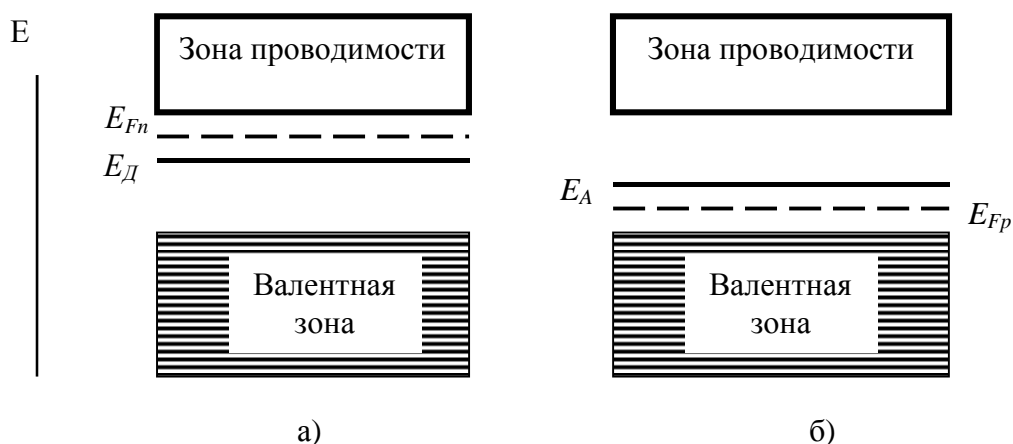 E
Зона проводимости
Зона проводимости
E_Fn
E_Д
E_A
E_Fp
Валентная
зона
Валентная
зона
а)
б)